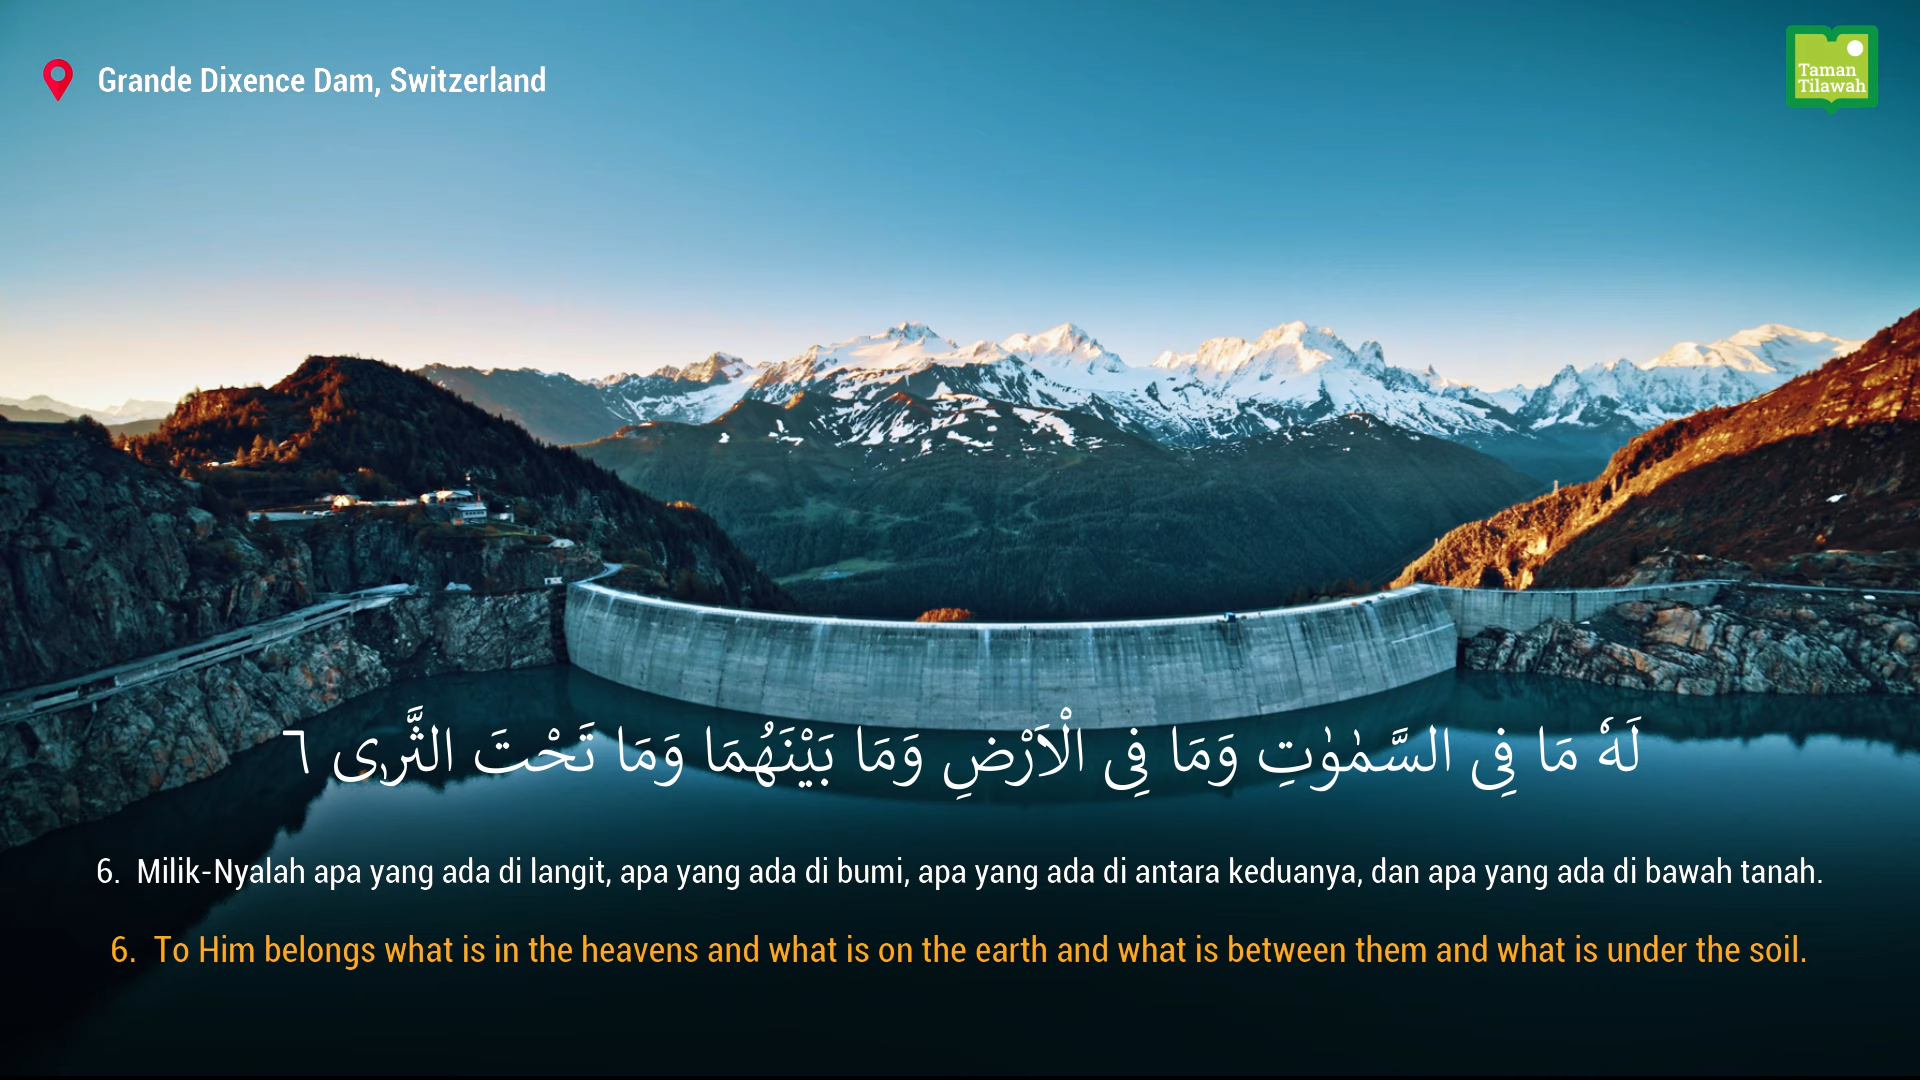 Grande Dixence Dam, Switzerland
Taman
Tilawah
لَهٗ مَا فِى السَّمٰوٰتِ وَمَا فِى الْاَرْضِ وَمَا بَيْنَهُمَا وَمَا تَحْتَ الثَّرٰى ٦
6. Milik-Nyalah apa yang ada di langit, apa yang ada di bumi, apa yang ada di antara keduanya, dan apa yang ada di bawah tanah.
6. To Him belongs what is in the heavens and what is on the earth and what is between them and what is under the soil.